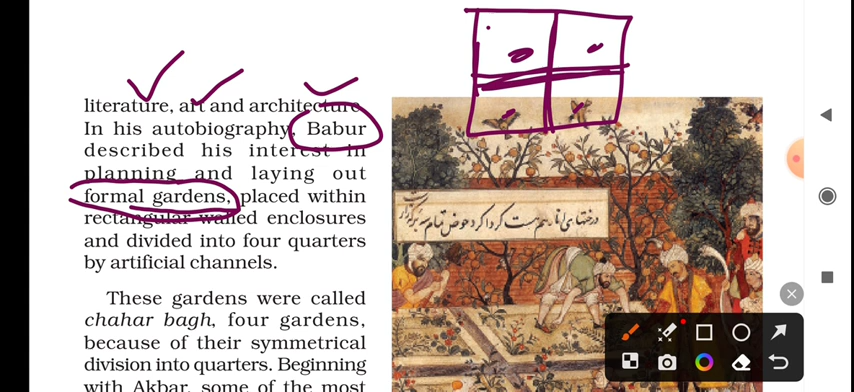 literature, art and architecture.
In his autobiography, Babur
described his interest in
planning and laying out
formal gardens, placed within
rectangular walled enclosures
and divided into four quarters
by artificial channels.
These gardens were called
chahar bagh, four gardens,
because of their symmetrical
division into quarters. Beginning
with Akbar, some of the most